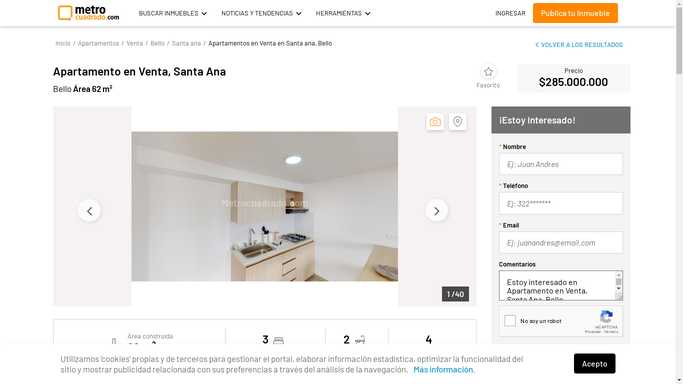 metro
cuadrado.com
BUSCAR INMUEBLES
NOTICIAS Y TENDENCIAS
HERRAMIENTAS
INGRESAR
Publica tu Inmueble
Inicio / Apartamentos / Venta / Bello / Santa ana / Apartamentos en Venta en Santa ana, Bello
VOLVER A LOS RESULTADOS
Apartamento en Venta, Santa Ana
Bello Área 62 m²
Favorito
Precio
$285.000.000
Metrocuadrado.com
1 / 40
¡Estoy Interesado!
* Nombre
Ej: Juan Andres
* Teléfono
Ej: 322*******
* Email
Ej: juanandres@email.com
Comentarios
Estoy interesado en
Apartamento en Venta,
Santa Ana, Bello
No soy un robot
reCAPTCHA
Privacidad - Términos
Área construida
3
2
4
Utilizamos 'cookies' propias y de terceros para gestionar el portal, elaborar información estadística, optimizar la funcionalidad del
sitio y mostrar publicidad relacionada con sus preferencias a través del análisis de la navegación. Más información.
Acepto